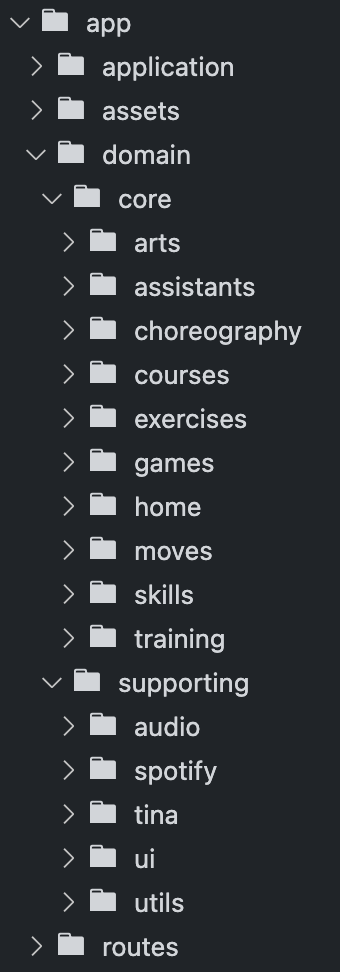 app
application
assets
domain
core
arts
assistants
choreography
courses
exercises
games
home
moves
skills
training
supporting
audio
spotify
tina
ui
utils
routes